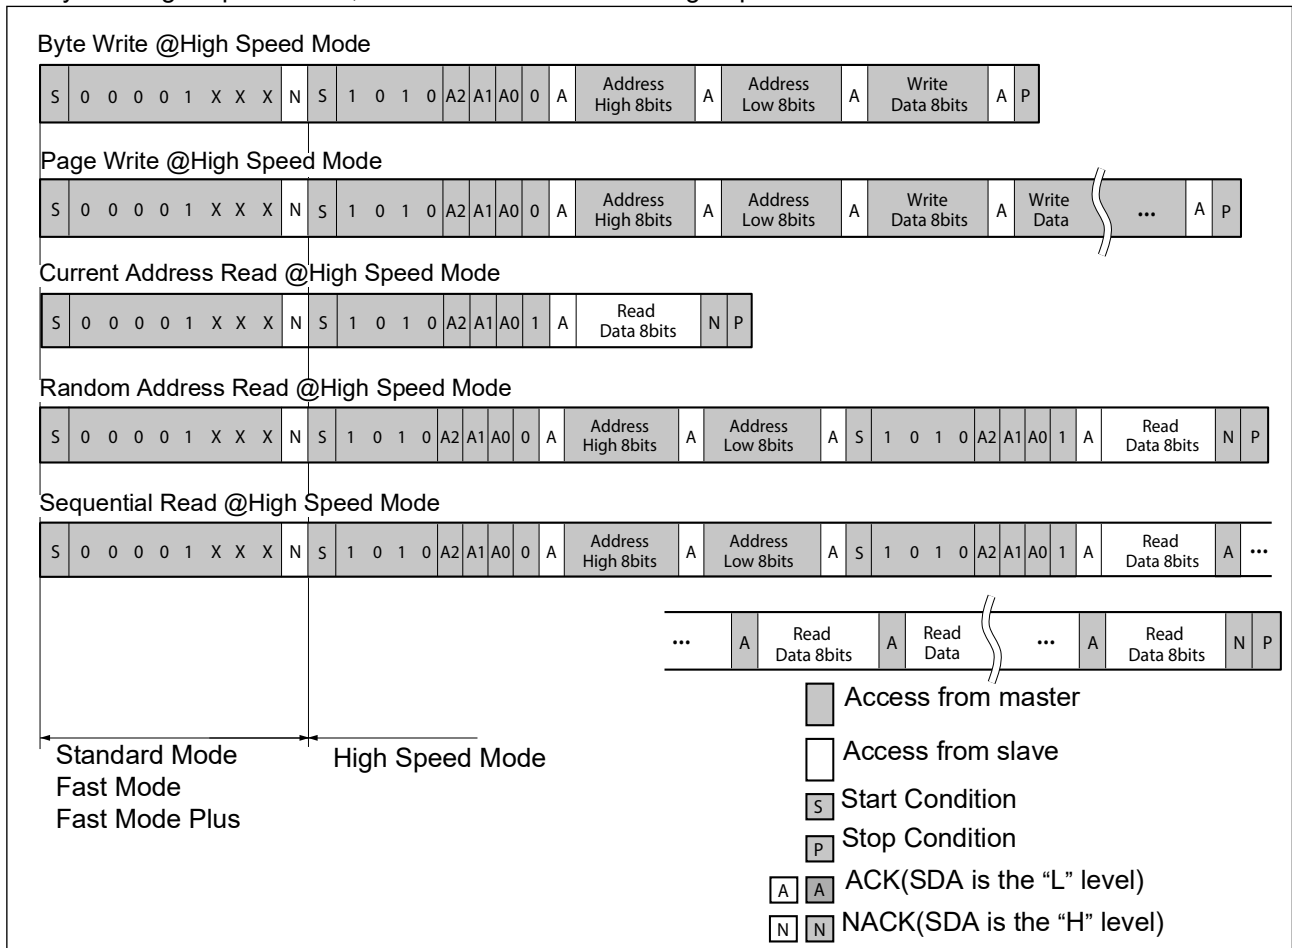 Byte Write @High Speed Mode
S 0 0 0 0 1 X X X N S 1 0 1 0 A2 A1 A0 0 A Address High 8bits A Address Low 8bits A Write Data 8bits A P
Page Write @High Speed Mode
S 0 0 0 0 1 X X X N S 1 0 1 0 A2 A1 A0 0 A Address High 8bits A Address Low 8bits A Write Data 8bits A Write Data ... A P
Current Address Read @High Speed Mode
S 0 0 0 0 1 X X X N S 1 0 1 0 A2 A1 A0 1 A Read Data 8bits N P
Random Address Read @High Speed Mode
S 0 0 0 0 1 X X X N S 1 0 1 0 A2 A1 A0 0 A Address High 8bits A Address Low 8bits A S 1 0 1 0 A2 A1 A0 1 A Read Data 8bits N P
Sequential Read @High Speed Mode
S 0 0 0 0 1 X X X N S 1 0 1 0 A2 A1 A0 0 A Address High 8bits A Address Low 8bits A S 1 0 1 0 A2 A1 A0 1 A Read Data 8bits A ...
... A Read Data 8bits A Read Data ... A Read Data 8bits N P
Access from master
Access from slave
S Start Condition
P Stop Condition
A A ACK(SDA is the “L” level)
N N NACK(SDA is the “H” level)
Standard Mode
Fast Mode
Fast Mode Plus
High Speed Mode